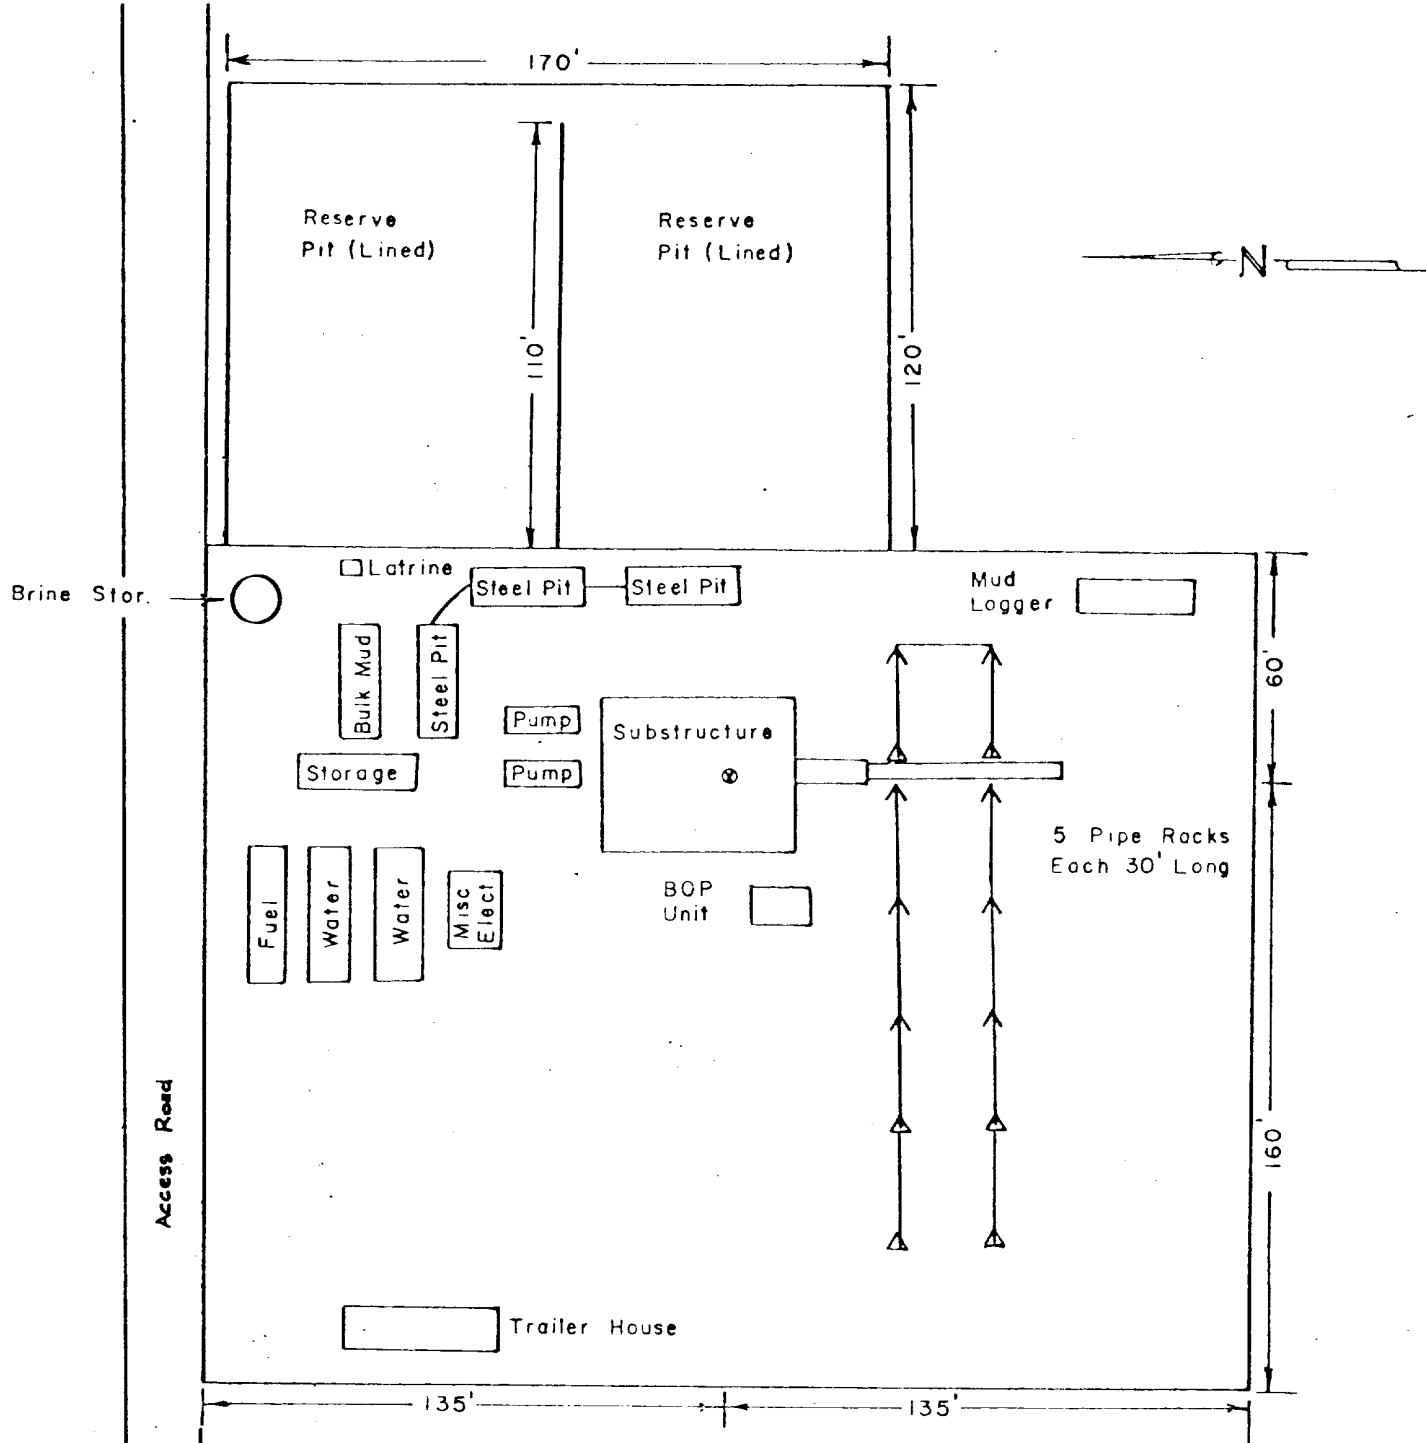 170'
Reserve
Pit (Lined)
Reserve
Pit (Lined)
N
110'
120'
Brine Stor.
Latrine
Steel Pit
Steel Pit
Mud
Logger
Bulk Mud
Steel Pit
60'
Pump
Substructure
Storage
Pump
5 Pipe Racks
Each 30' Long
Fuel
Water
Water
Misc
Elect.
BOP
Unit
Access Road
160'
Trailer House
135'
135'